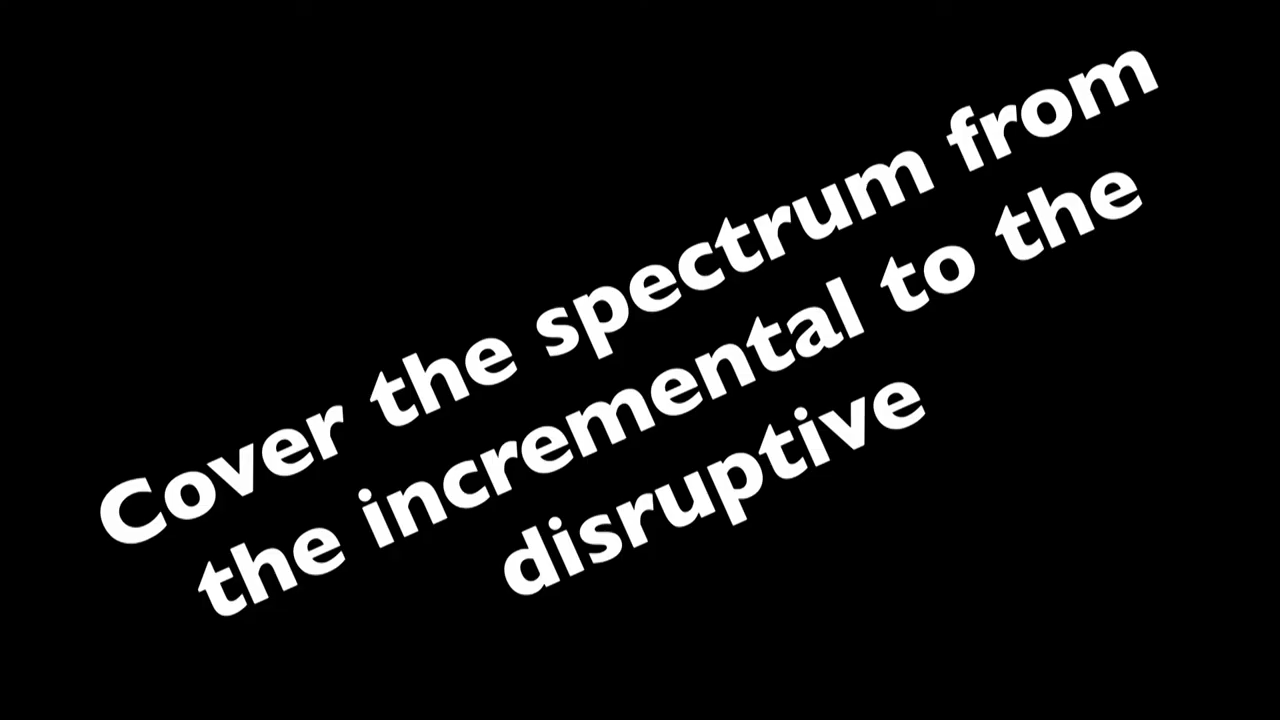 Cover the spectrum from
the incremental to the
disruptive